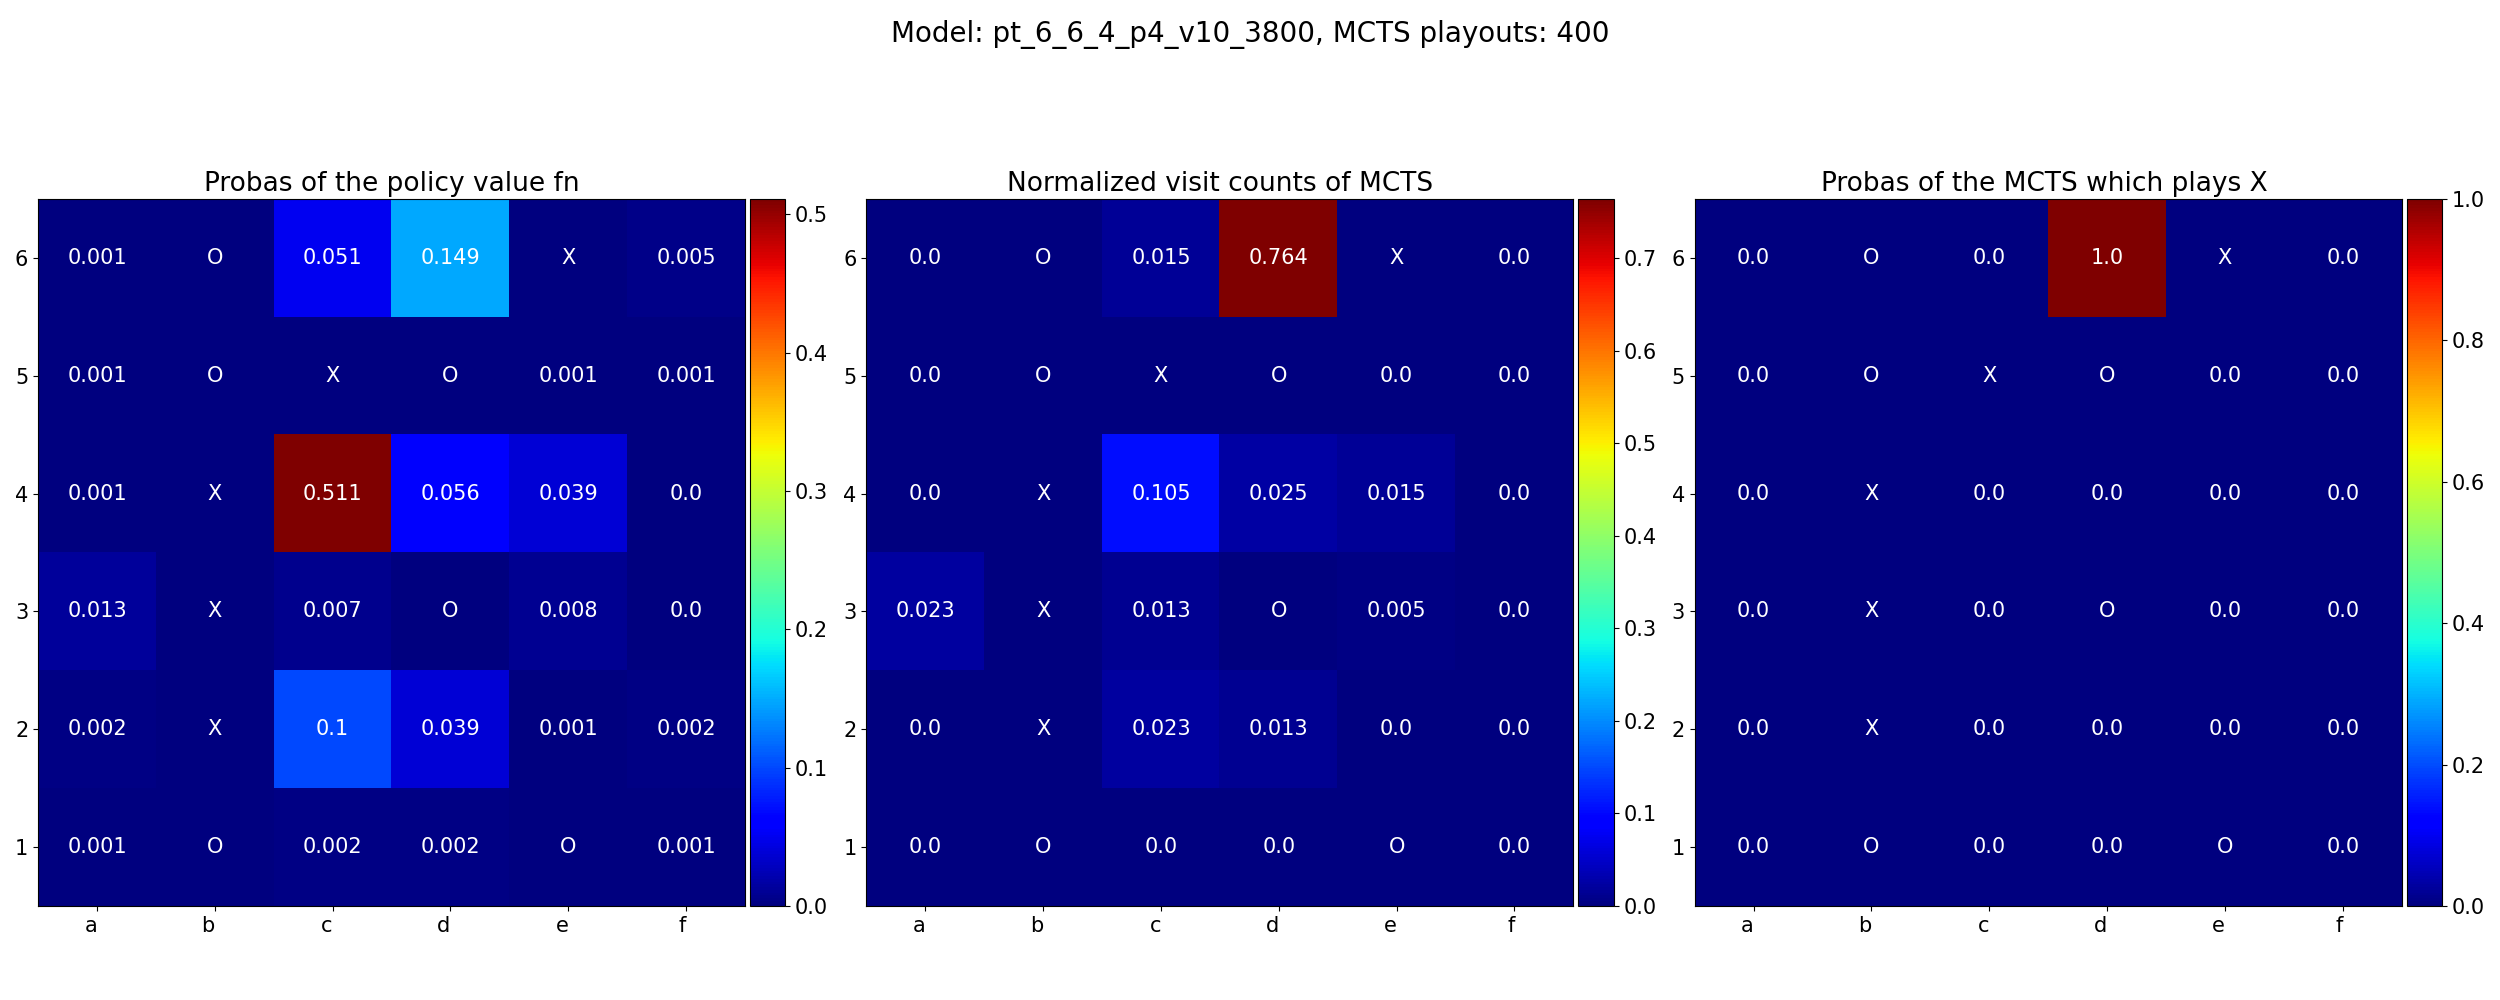 Model: pt_6_6_4_p4_v10_3800, MCTS playouts: 400
Probas of the policy value fn
6 0.001 O 0.051 0.149 X 0.005
5 0.001 O X O 0.001 0.001
4 0.001 X 0.511 0.056 0.039 0.0
3 0.013 X 0.007 O 0.008 0.0
2 0.002 X 0.1 0.039 0.001 0.002
1 0.001 O 0.002 0.002 O 0.001
a b c d e f
0.5
0.4
0.3
0.2
0.1
0.0
Normalized visit counts of MCTS
6 0.0 O 0.015 0.764 X 0.0
5 0.0 O X O 0.0 0.0
4 0.0 X 0.105 0.025 0.015 0.0
3 0.023 X 0.013 O 0.005 0.0
2 0.0 X 0.023 0.013 0.0 0.0
1 0.0 O 0.0 0.0 O 0.0
a b c d e f
0.7
0.6
0.5
0.4
0.3
0.2
0.1
0.0
Probas of the MCTS which plays X
6 0.0 O 0.0 1.0 X 0.0
5 0.0 O X O 0.0 0.0
4 0.0 X 0.0 0.0 0.0 0.0
3 0.0 X 0.0 O 0.0 0.0
2 0.0 X 0.0 0.0 0.0 0.0
1 0.0 O 0.0 0.0 O 0.0
a b c d e f
1.0
0.8
0.6
0.4
0.2
0.0